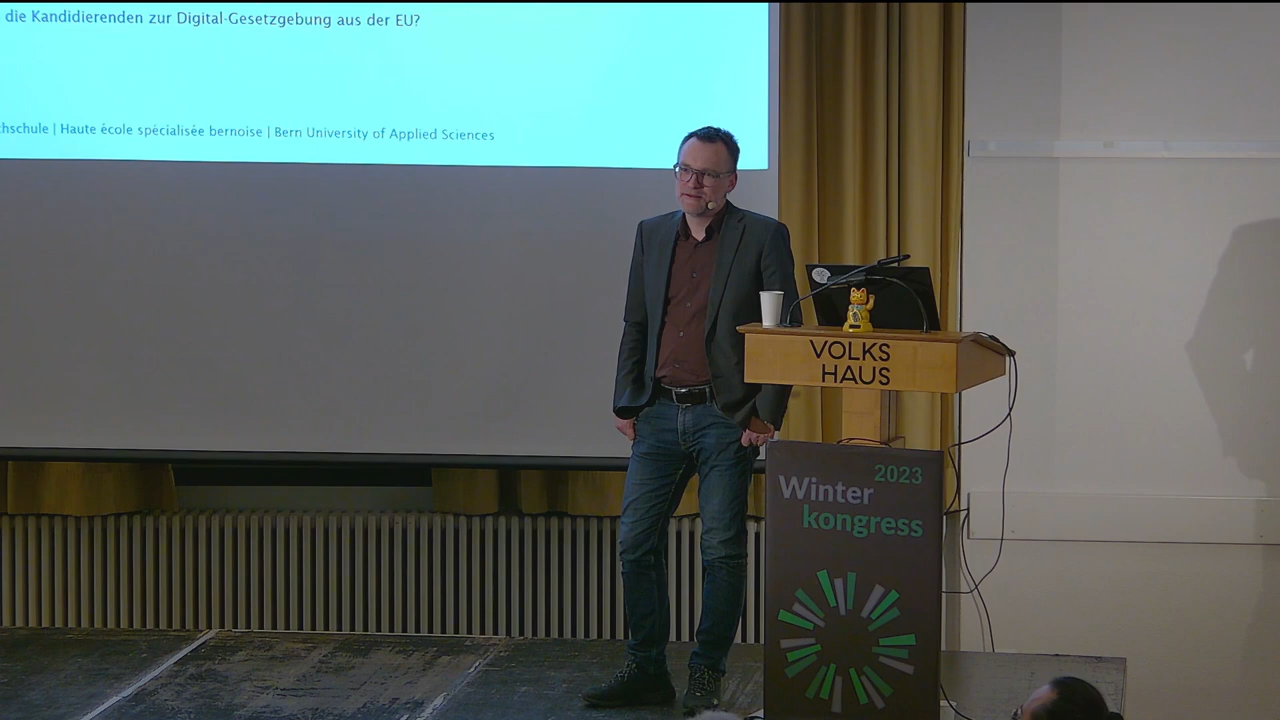 die Kandidierenden zur Digital-Gesetzgebung aus der EU?
chschule | Haute école spécialisée bernoise | Bern University of Applied Sciences
VOLKS
HAUS
2023
Winter
kongress